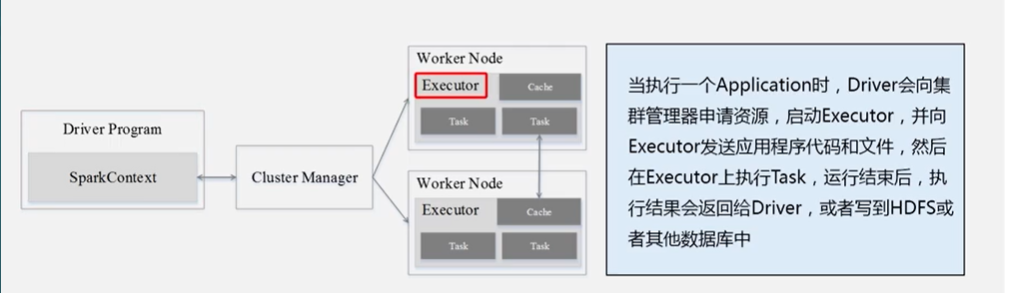 Driver Program
SparkContext
Cluster Manager
Worker Node
Executor
Cache
Task
Task
Worker Node
Executor
Cache
Task
Task
当执行一个Application时，Driver会向集
群管理器申请资源，启动Executor，并向
Executor发送应用程序代码和文件，然后
在Executor上执行Task，运行结束后，执
行结果会返回给Driver，或者写到HDFS或
者其他数据库中